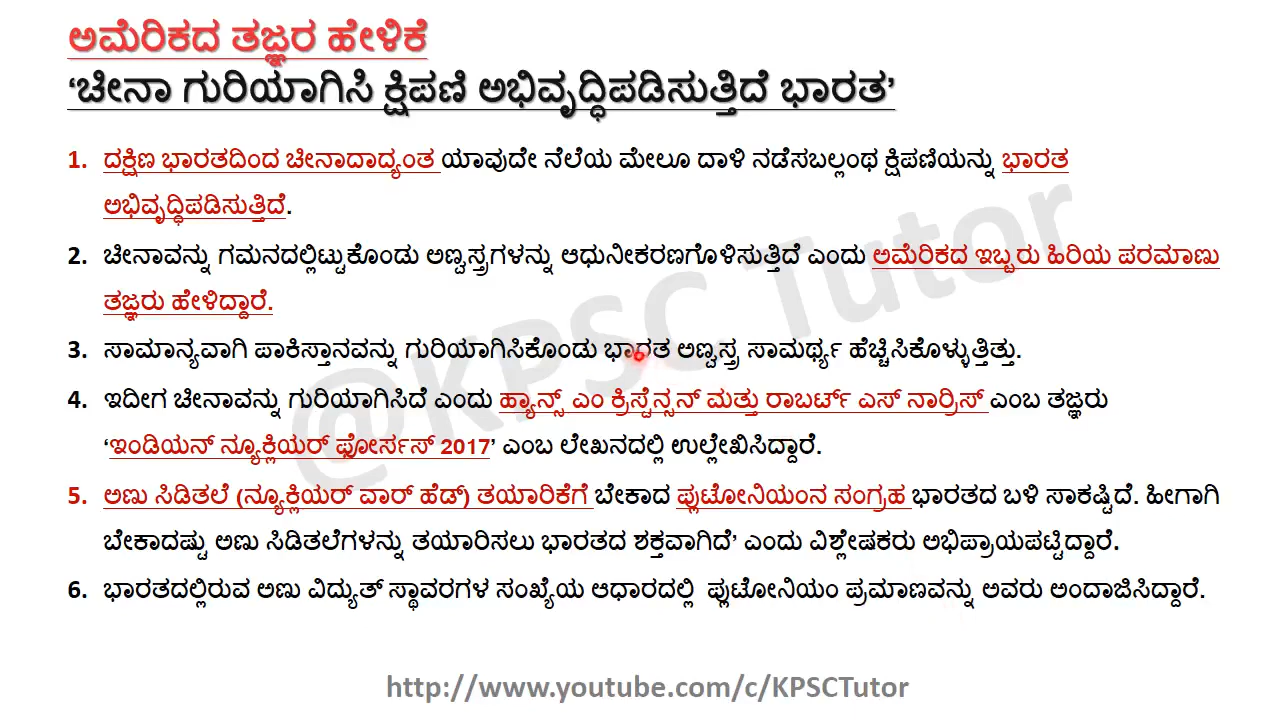 ಅಮೆರಿಕದ ತಜ್ಞರ ಹೇಳಿಕೆ
‘ಚೀನಾ ಗುರಿಯಾಗಿಸಿ ಕ್ಷಿಪಣಿ ಅಭಿವೃದ್ಧಿಪಡಿಸುತ್ತಿದೆ ಭಾರತ’
1. ದಕ್ಷಿಣ ಭಾರತದಿಂದ ಚೀನಾದಾದ್ಯಂತ ಯಾವುದೇ ನೆಲೆಯ ಮೇಲೂ ದಾಳಿ ನಡೆಸಬಲ್ಲಂಥ ಕ್ಷಿಪಣಿಯನ್ನು ಭಾರತ
ಅಭಿವೃದ್ಧಿಪಡಿಸುತ್ತಿದೆ.
2. ಚೀನಾವನ್ನು ಗಮನದಲ್ಲಿಟ್ಟುಕೊಂಡು ಅಣ್ವಸ್ತ್ರಗಳನ್ನು ಆಧುನೀಕರಣಗೊಳಿಸುತ್ತಿದೆ ಎಂದು ಅಮೆರಿಕದ ಇಬ್ಬರು ಹಿರಿಯ ಪರಮಾಣು
ತಜ್ಞರು ಹೇಳಿದ್ದಾರೆ.
3. ಸಾಮಾನ್ಯವಾಗಿ ಪಾಕಿಸ್ತಾನವನ್ನು ಗುರಿಯಾಗಿಸಿಕೊಂಡು ಭಾರತ ಅಣ್ವಸ್ತ್ರ ಸಾಮರ್ಥ್ಯ ಹೆಚ್ಚಿಸಿಕೊಳ್ಳುತ್ತಿತ್ತು.
4. ಇದೀಗ ಚೀನಾವನ್ನು ಗುರಿಯಾಗಿಸಿದೆ ಎಂದು ಹ್ಯಾನ್ಸ್ ಎಂ ಕ್ರಿಸ್ಟೆನ್ಸನ್ ಮತ್ತು ರಾಬರ್ಟ್ ಎಸ್ ನಾರ್ರಿಸ್ ಎಂಬ ತಜ್ಞರು
‘ಇಂಡಿಯನ್ ನ್ಯೂಕ್ಲಿಯರ್ ಫೋರ್ಸಸ್ 2017’ ಎಂಬ ಲೇಖನದಲ್ಲಿ ಉಲ್ಲೇಖಿಸಿದ್ದಾರೆ.
5. ಅಣು ಸಿಡಿತಲೆ (ನ್ಯೂಕ್ಲಿಯರ್ ವಾರ್ ಹೆಡ್) ತಯಾರಿಕೆಗೆ ಬೇಕಾದ ಪ್ಲುಟೋನಿಯಂನ ಸಂಗ್ರಹ ಭಾರತದ ಬಳಿ ಸಾಕಷ್ಟಿದೆ. ಹೀಗಾಗಿ
ಬೇಕಾದಷ್ಟು ಅಣು ಸಿಡಿತಲೆಗಳನ್ನು ತಯಾರಿಸಲು ಭಾರತದ ಶಕ್ತವಾಗಿದೆ’ ಎಂದು ವಿಶ್ಲೇಷಕರು ಅಭಿಪ್ರಾಯಪಟ್ಟಿದ್ದಾರೆ.
6. ಭಾರತದಲ್ಲಿರುವ ಅಣು ವಿದ್ಯುತ್ ಸ್ಥಾವರಗಳ ಸಂಖ್ಯೆಯ ಆಧಾರದಲ್ಲಿ ಪ್ಲುಟೋನಿಯಂ ಪ್ರಮಾಣವನ್ನು ಅವರು ಅಂದಾಜಿಸಿದ್ದಾರೆ.
@KPSC Tutor
http://www.youtube.com/c/KPSCTutor